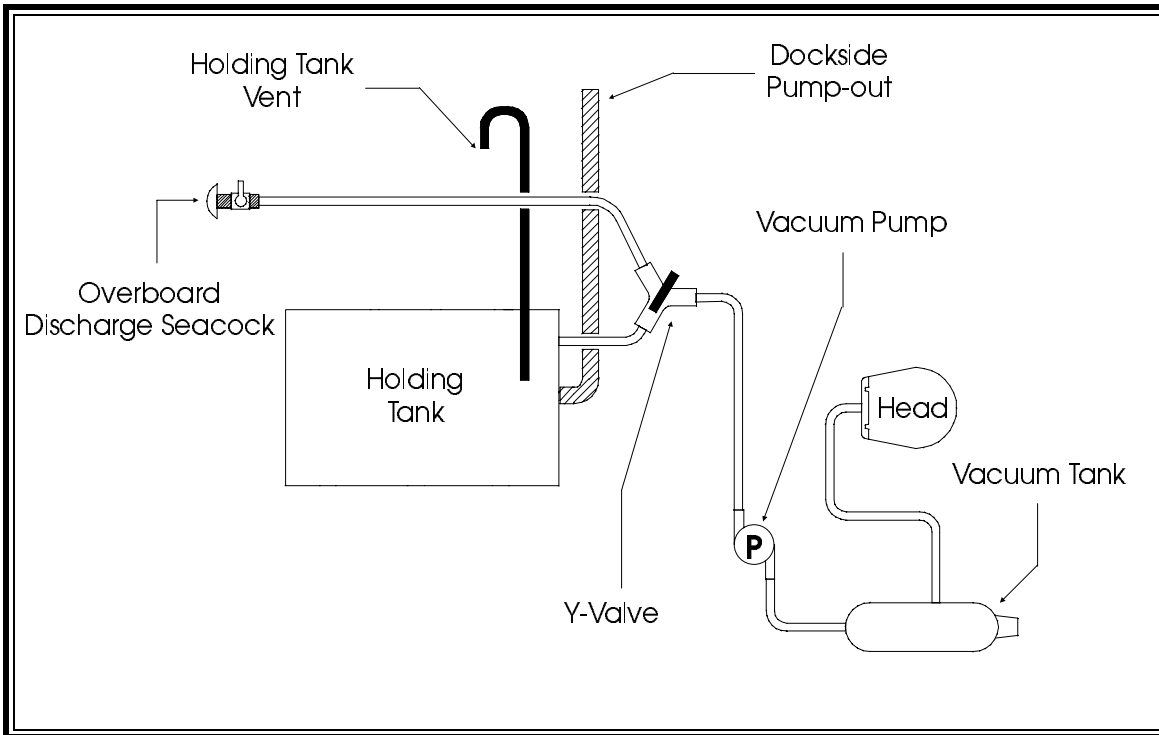 Holding Tank
Vent
Dockside
Pump-out
Vacuum Pump
Overboard
Discharge Seacock
Holding
Tank
Head
Vacuum Tank
P
Y-Valve